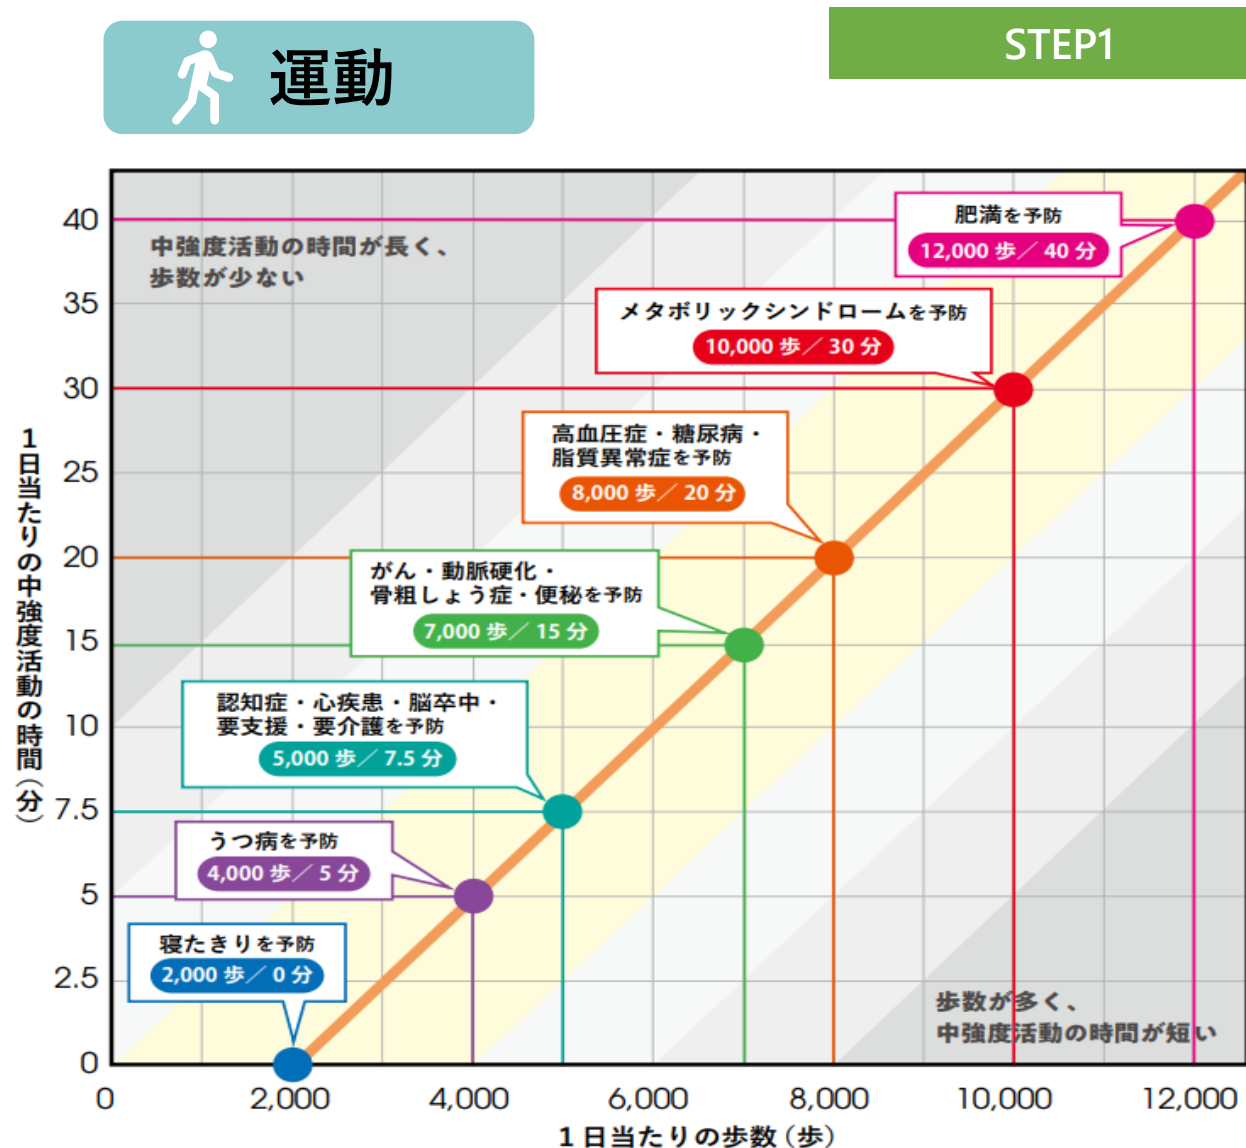 運動
STEP1
40
35
30
25
20
15
10
7.5
5
2.5
0
1日当たりの中強度活動の時間(分)
中強度活動の時間が長く、
歩数が少ない
肥満を予防
12,000 歩/ 40 分
メタボリックシンドロームを予防
10,000 歩/ 30 分
高血圧症・糖尿病・
脂質異常症を予防
8,000 歩/ 20 分
がん・動脈硬化・
骨粗しょう症・便秘を予防
7,000 歩/ 15 分
認知症・心疾患・脳卒中・
要支援・要介護を予防
5,000 歩/ 7.5 分
うつ病を予防
4,000 歩/ 5 分
寝たきりを予防
2,000 歩/ 0 分
歩数が多く、
中強度活動の時間が短い
0 2,000 4,000 6,000 8,000 10,000 12,000
1日当たりの歩数(歩)